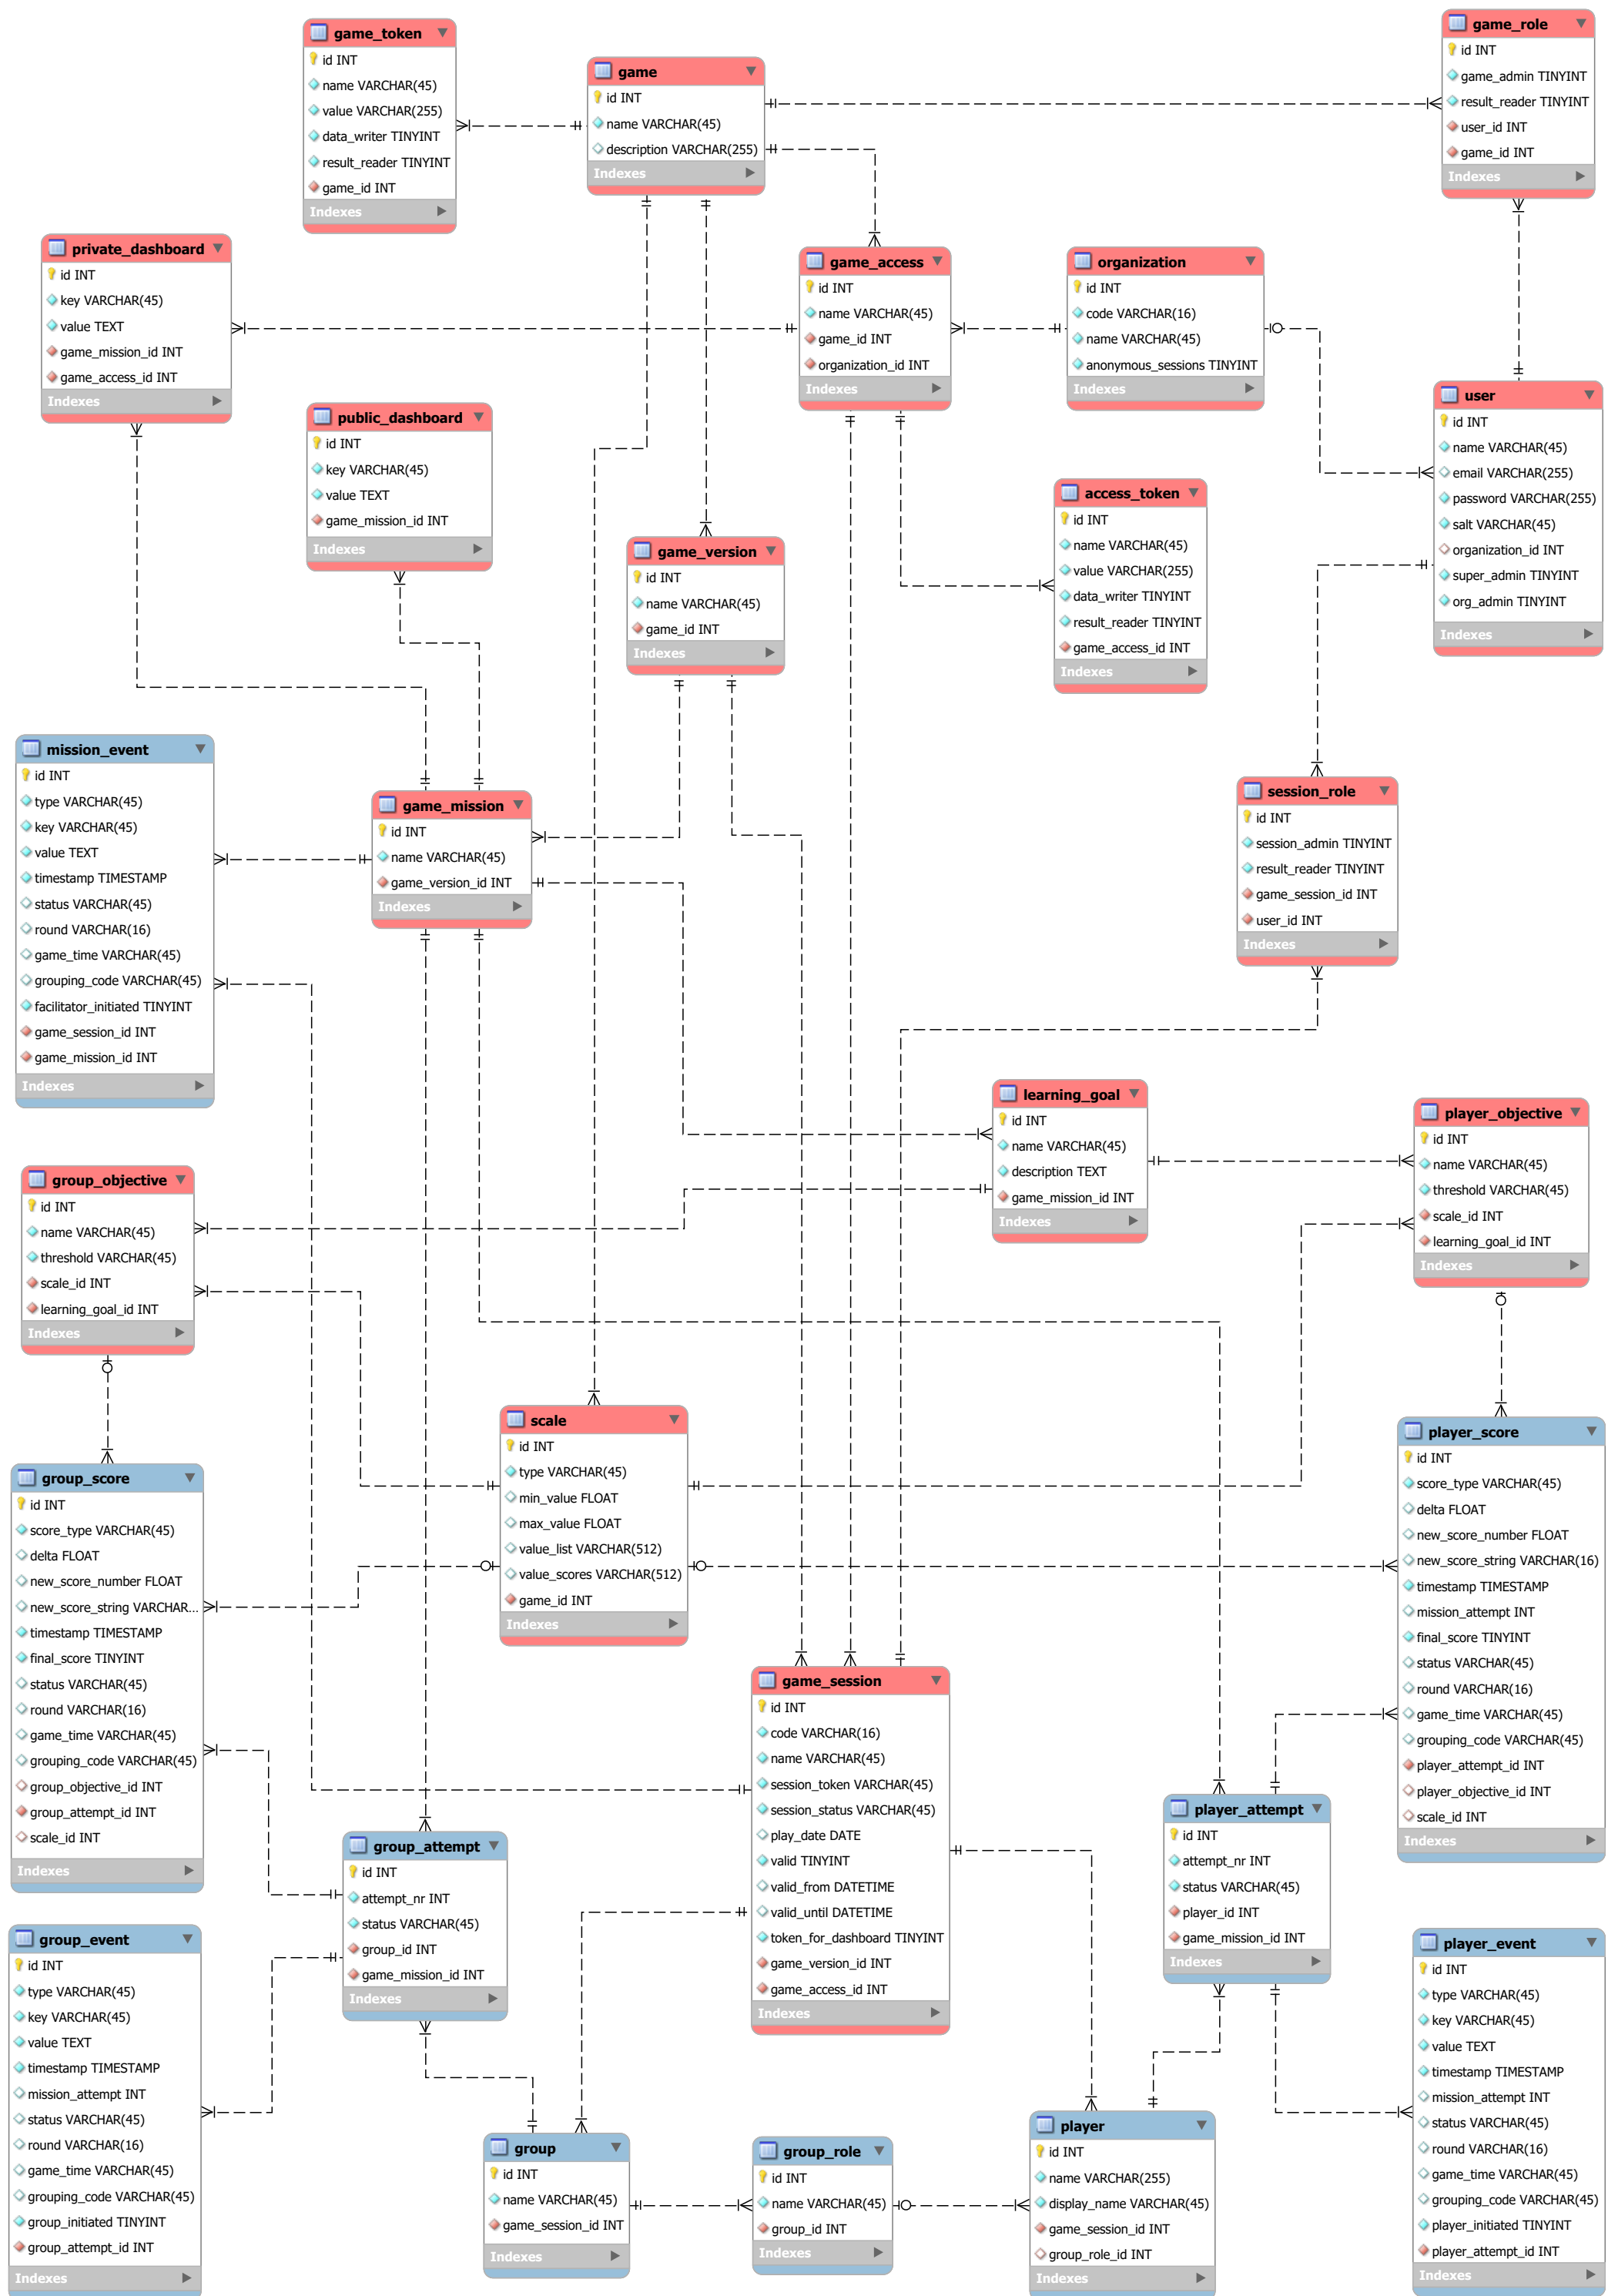 game_token
id INT
name VARCHAR(45)
value VARCHAR(255)
data_writer TINYINT
result_reader TINYINT
game_id INT
Indexes
game
id INT
name VARCHAR(45)
description VARCHAR(255)
Indexes
game_role
id INT
game_admin TINYINT
result_reader TINYINT
user_id INT
game_id INT
Indexes
private_dashboard
id INT
key VARCHAR(45)
value TEXT
game_mission_id INT
game_access_id INT
Indexes
game_access
id INT
name VARCHAR(45)
game_id INT
organization_id INT
Indexes
organization
id INT
code VARCHAR(16)
name VARCHAR(45)
anonymous_sessions TINYINT
Indexes
user
id INT
name VARCHAR(45)
email VARCHAR(255)
password VARCHAR(255)
salt VARCHAR(45)
organization_id INT
super_admin TINYINT
org_admin TINYINT
Indexes
public_dashboard
id INT
key VARCHAR(45)
value TEXT
game_mission_id INT
Indexes
access_token
id INT
name VARCHAR(45)
value VARCHAR(255)
data_writer TINYINT
result_reader TINYINT
game_access_id INT
Indexes
game_version
id INT
name VARCHAR(45)
game_id INT
Indexes
mission_event
id INT
type VARCHAR(45)
key VARCHAR(45)
value TEXT
timestamp TIMESTAMP
status VARCHAR(45)
round VARCHAR(16)
game_time VARCHAR(45)
grouping_code VARCHAR(45)
facilitator_initiated TINYINT
game_session_id INT
game_mission_id INT
Indexes
game_mission
id INT
name VARCHAR(45)
game_version_id INT
Indexes
session_role
id INT
session_admin TINYINT
result_reader TINYINT
game_session_id INT
user_id INT
Indexes
learning_goal
id INT
name VARCHAR(45)
description TEXT
game_mission_id INT
Indexes
player_objective
id INT
name VARCHAR(45)
threshold VARCHAR(45)
scale_id INT
learning_goal_id INT
Indexes
group_objective
id INT
name VARCHAR(45)
threshold VARCHAR(45)
scale_id INT
learning_goal_id INT
Indexes
scale
id INT
type VARCHAR(45)
min_value FLOAT
max_value FLOAT
value_list VARCHAR(512)
value_scores VARCHAR(512)
game_id INT
Indexes
player_score
id INT
score_type VARCHAR(45)
delta FLOAT
new_score_number FLOAT
new_score_string VARCHAR(16)
timestamp TIMESTAMP
mission_attempt INT
final_score TINYINT
status VARCHAR(45)
round VARCHAR(16)
game_time VARCHAR(45)
grouping_code VARCHAR(45)
player_attempt_id INT
player_objective_id INT
scale_id INT
Indexes
group_score
id INT
score_type VARCHAR(45)
delta FLOAT
new_score_number FLOAT
new_score_string VARCHAR...
timestamp TIMESTAMP
final_score TINYINT
status VARCHAR(45)
round VARCHAR(16)
game_time VARCHAR(45)
grouping_code VARCHAR(45)
group_objective_id INT
group_attempt_id INT
scale_id INT
Indexes
game_session
id INT
code VARCHAR(16)
name VARCHAR(45)
session_token VARCHAR(45)
session_status VARCHAR(45)
play_date DATE
valid TINYINT
valid_from DATETIME
valid_until DATETIME
token_for_dashboard TINYINT
game_version_id INT
game_access_id INT
Indexes
player_attempt
id INT
attempt_nr INT
status VARCHAR(45)
player_id INT
game_mission_id INT
Indexes
group_attempt
id INT
attempt_nr INT
status VARCHAR(45)
group_id INT
game_mission_id INT
Indexes
group_event
id INT
type VARCHAR(45)
key VARCHAR(45)
value TEXT
timestamp TIMESTAMP
mission_attempt INT
status VARCHAR(45)
round VARCHAR(16)
game_time VARCHAR(45)
grouping_code VARCHAR(45)
group_initiated TINYINT
group_attempt_id INT
Indexes
player_event
id INT
type VARCHAR(45)
key VARCHAR(45)
value TEXT
timestamp TIMESTAMP
mission_attempt INT
status VARCHAR(45)
round VARCHAR(16)
game_time VARCHAR(45)
grouping_code VARCHAR(45)
player_initiated TINYINT
player_attempt_id INT
Indexes
group
id INT
name VARCHAR(45)
game_session_id INT
Indexes
group_role
id INT
name VARCHAR(45)
group_id INT
Indexes
player
id INT
name VARCHAR(255)
display_name VARCHAR(45)
game_session_id INT
group_role_id INT
Indexes